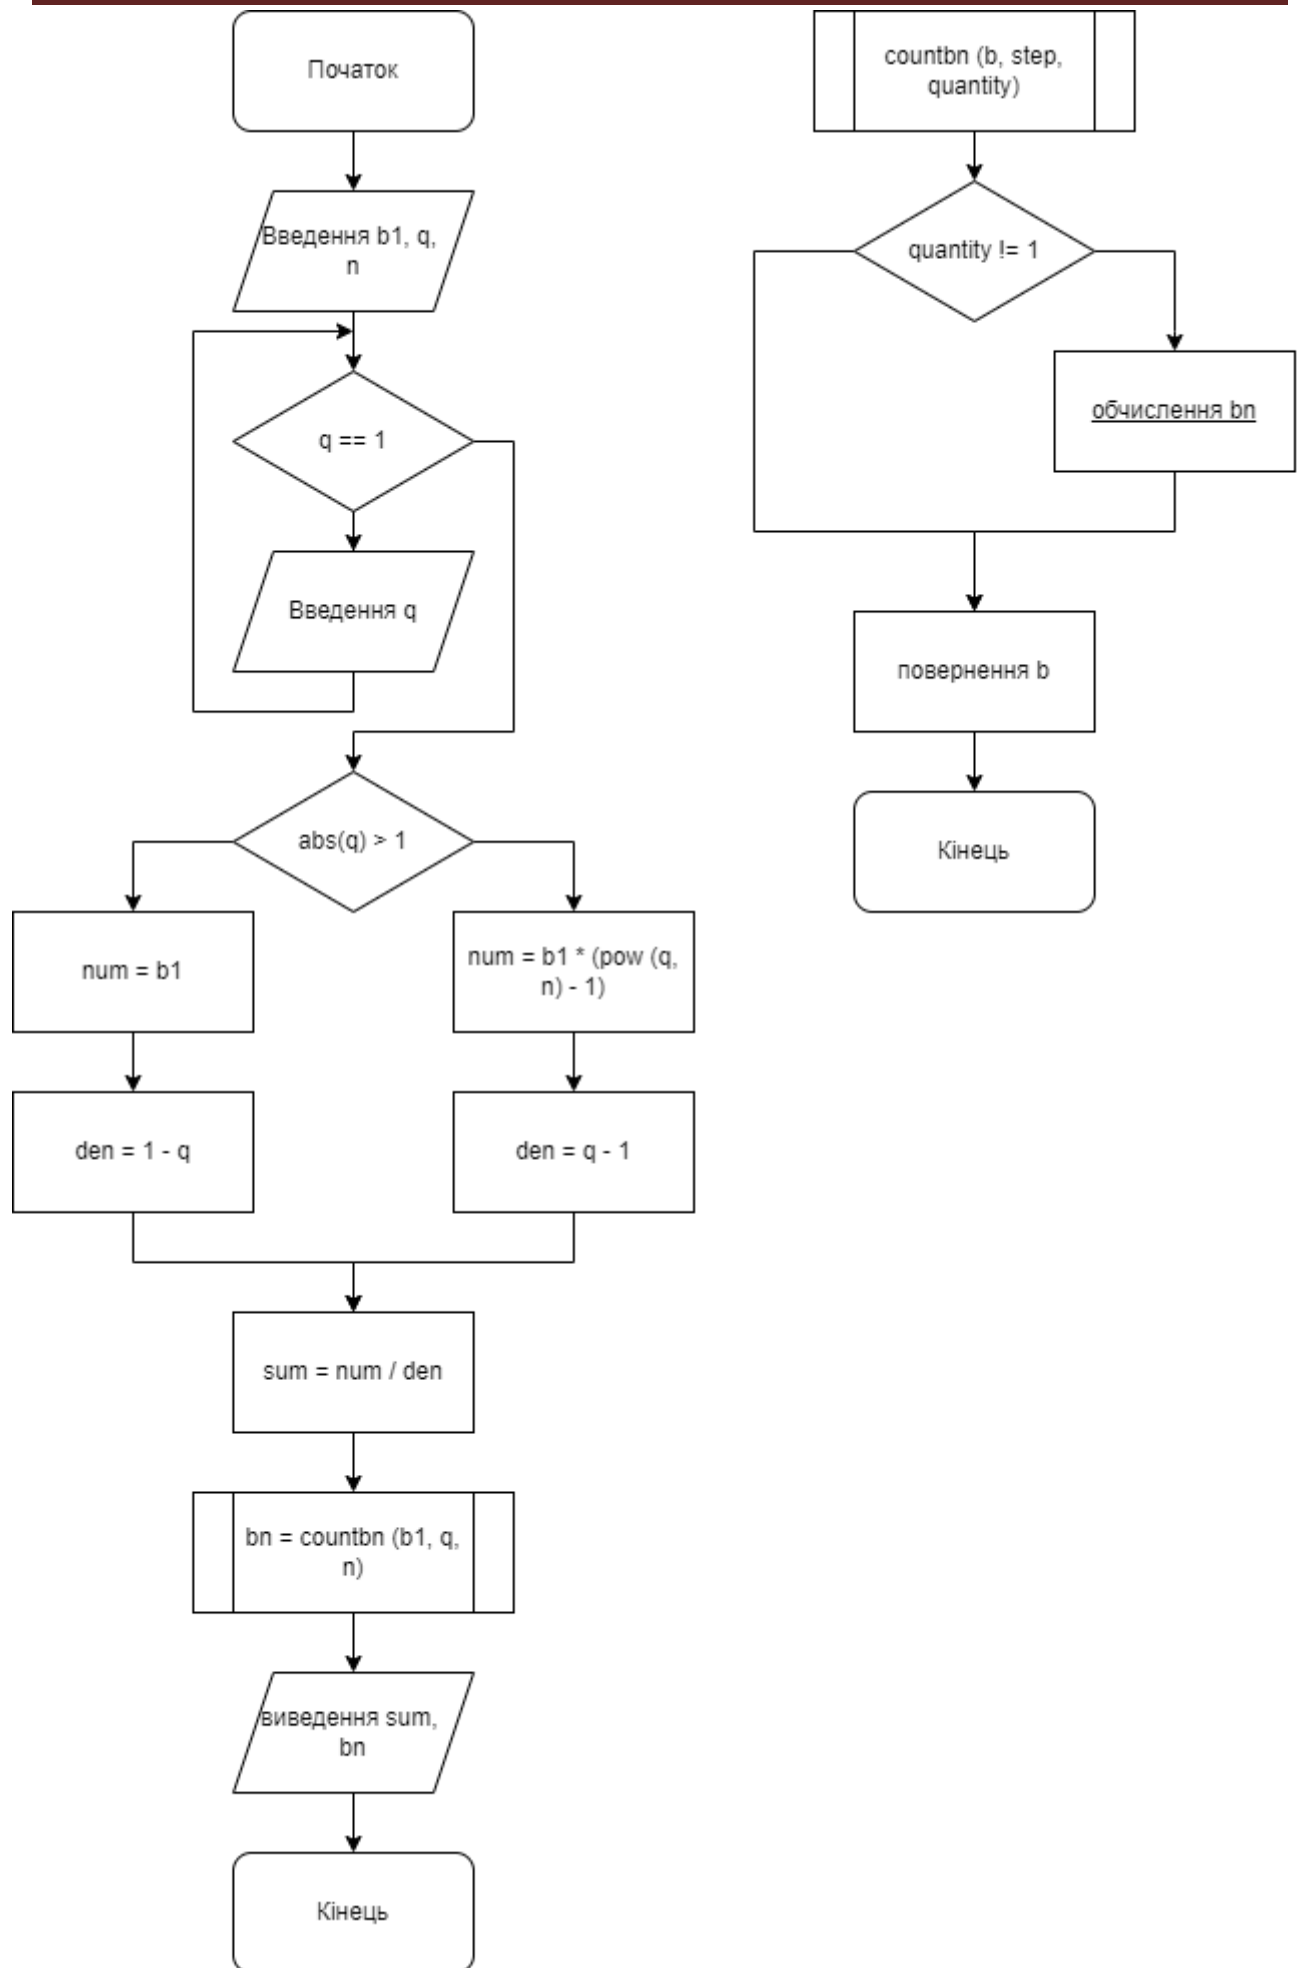 Початок
Введення b1, q,
n
q == 1
Введення q
abs(q) > 1
num = b1
num = b1 * (pow (q,
n) - 1)
den = 1 - q
den = q - 1
sum = num / den
bn = countbn (b1, q,
n)
виведення sum,
bn
Кінець
countbn (b, step,
quantity)
quantity != 1
обчислення bn
повернення b
Кінець